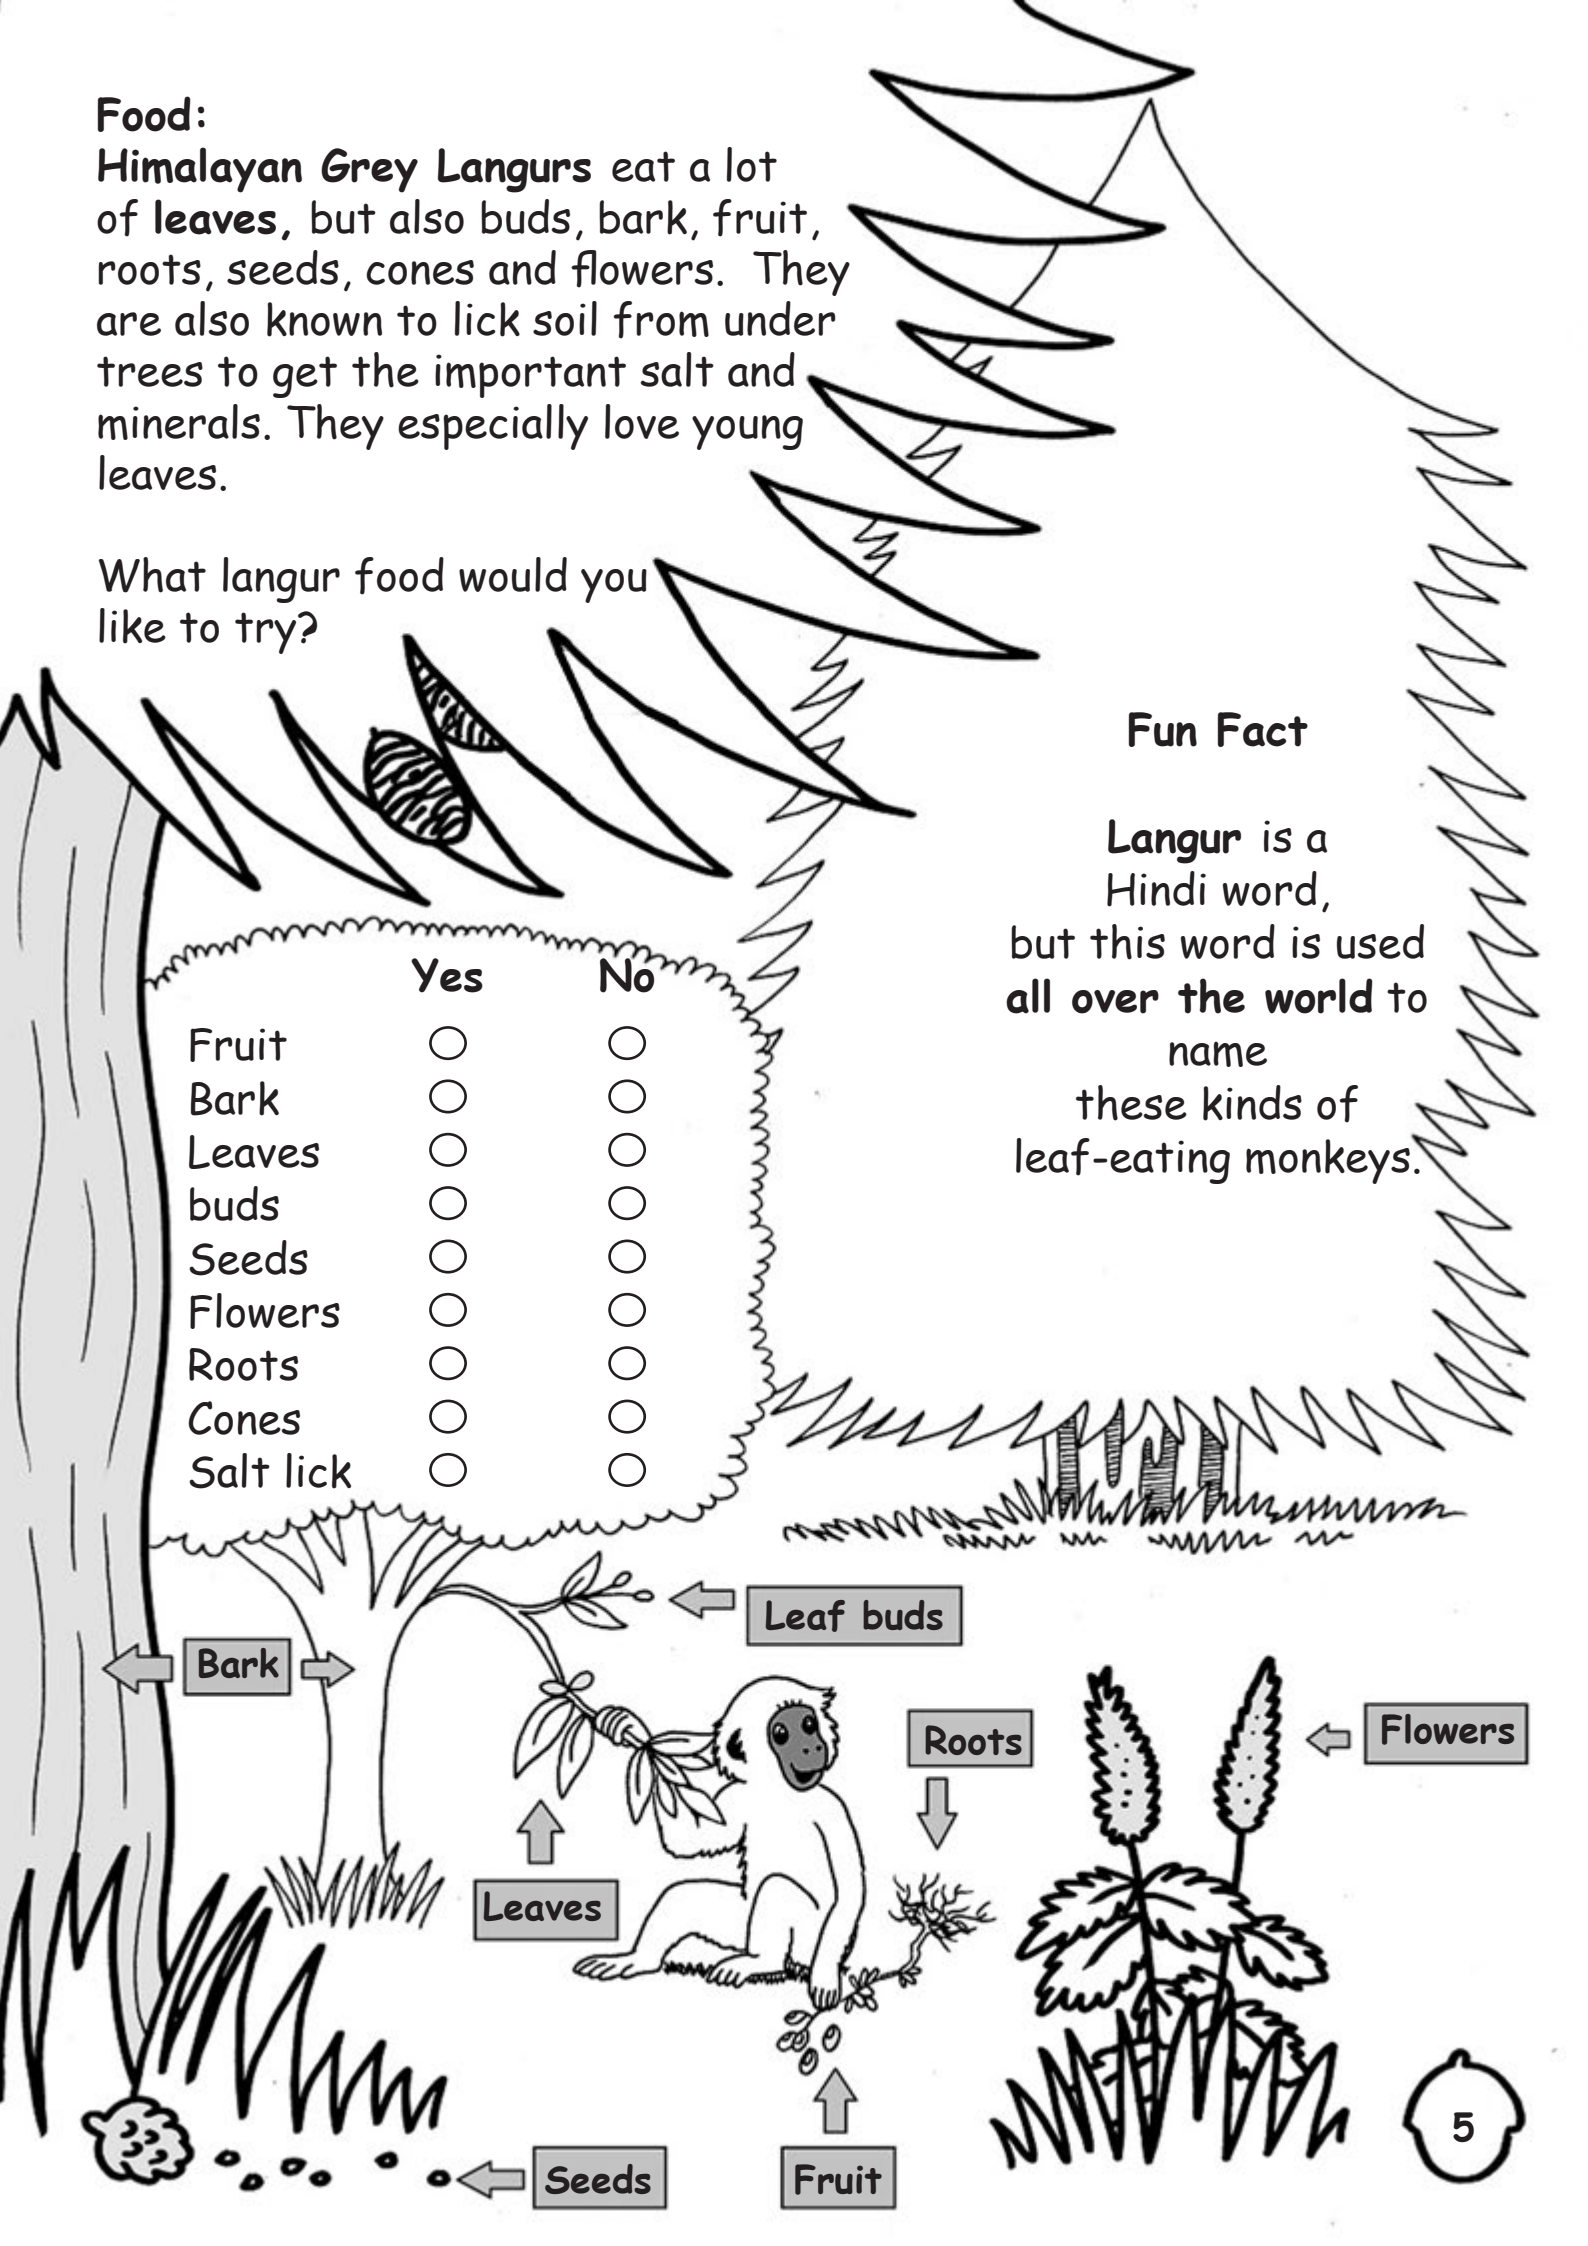 Food:
Himalayan Grey Langurs eat a lot
of leaves, but also buds, bark, fruit,
roots, seeds, cones and flowers. They
are also known to lick soil from under
trees to get the important salt and
minerals. They especially love young
leaves.
What langur food would you
like to try?
Fun Fact
Langur is a
Hindi word,
but this word is used
all over the world to
name
these kinds of
leaf-eating monkeys.
Yes No
Fruit
Bark
Leaves
buds
Seeds
Flowers
Roots
Cones
Salt lick
Leaf buds
Bark
Roots
Flowers
Leaves
Seeds
Fruit
5